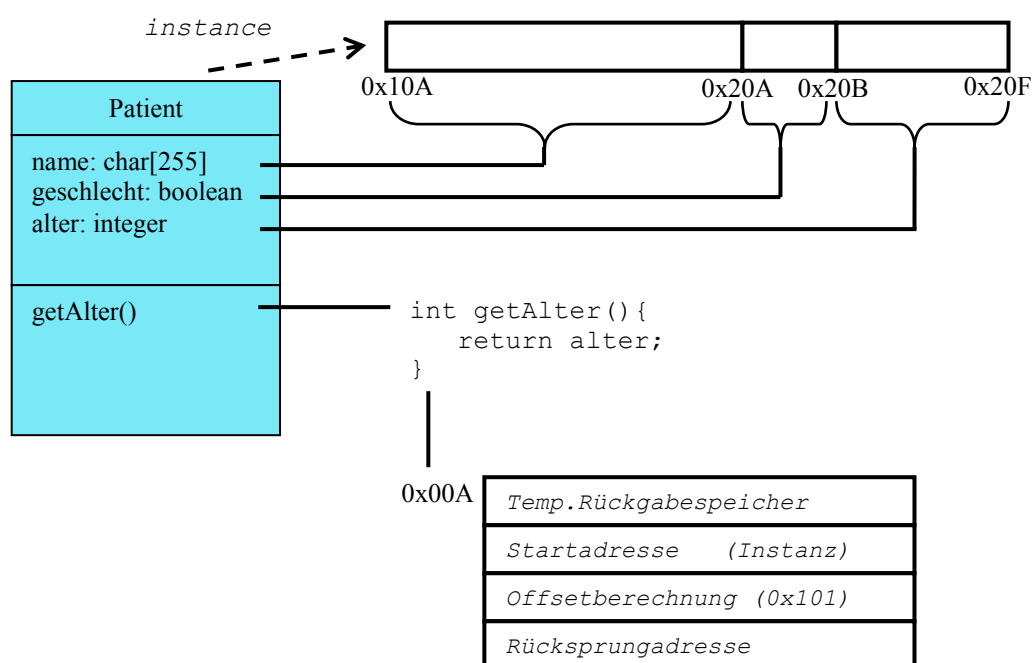 instance
0x10A
0x20A
0x20B
0x20F
Patient
name: char[255]
geschlecht: boolean
alter: integer
getAlter()
int getAlter(){
return alter;
}
0x00A
Temp.Rückgabespeicher
Startadresse (Instanz)
Offsetberechnung (0x101)
Rücksprungadresse